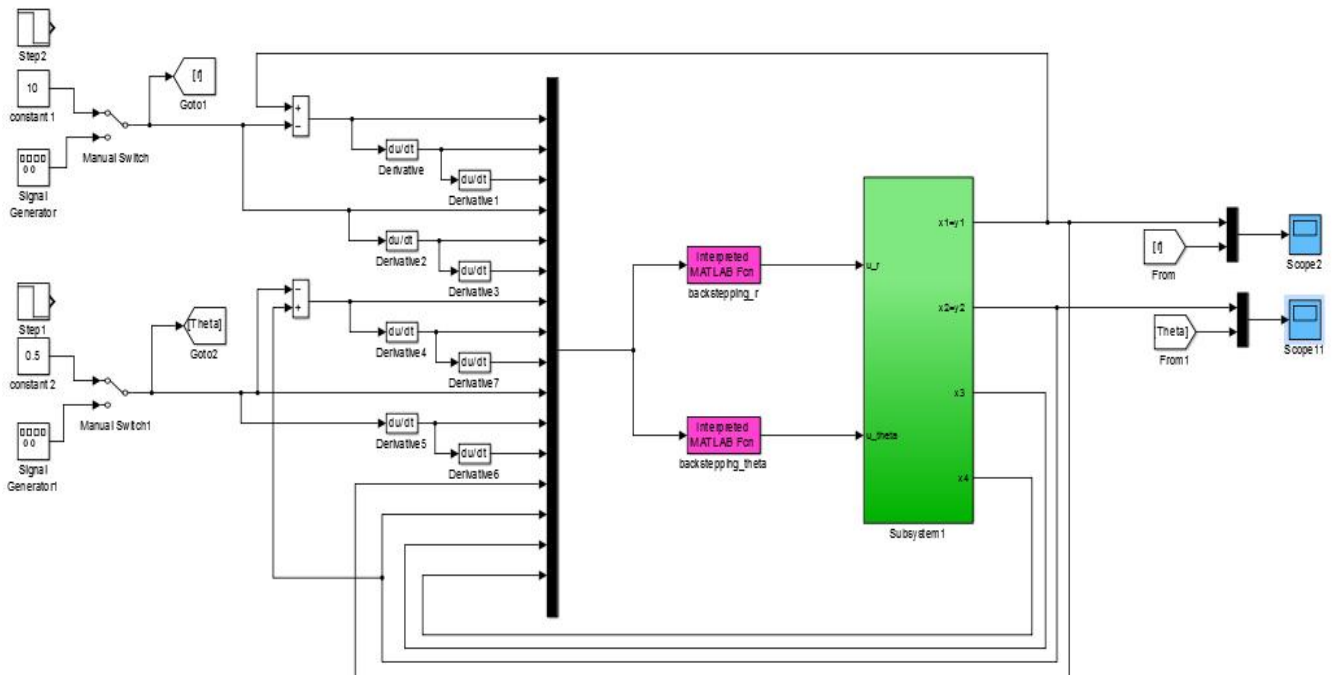 Step2
10
constant 1
Signal
Generator
Manual Switch
[r]
Goto1
+
−
du/dt
Derivative
du/dt
Derivative1
du/dt
Derivative2
du/dt
Derivative3
Step1
0.5
constant 2
Signal
Generator1
Manual Switch1
[Theta]
Goto2
−
+
du/dt
Derivative4
du/dt
Derivative7
du/dt
Derivative5
du/dt
Derivative6
Interpreted
MATLAB Fcn
backstepping_r
Interpreted
MATLAB Fcn
backstepping_theta
u_r
u_theta
x1=y1
x2=y2
x3
x4
Subsystem1
[r]
From
Theta]
From1
Scope2
Scope11